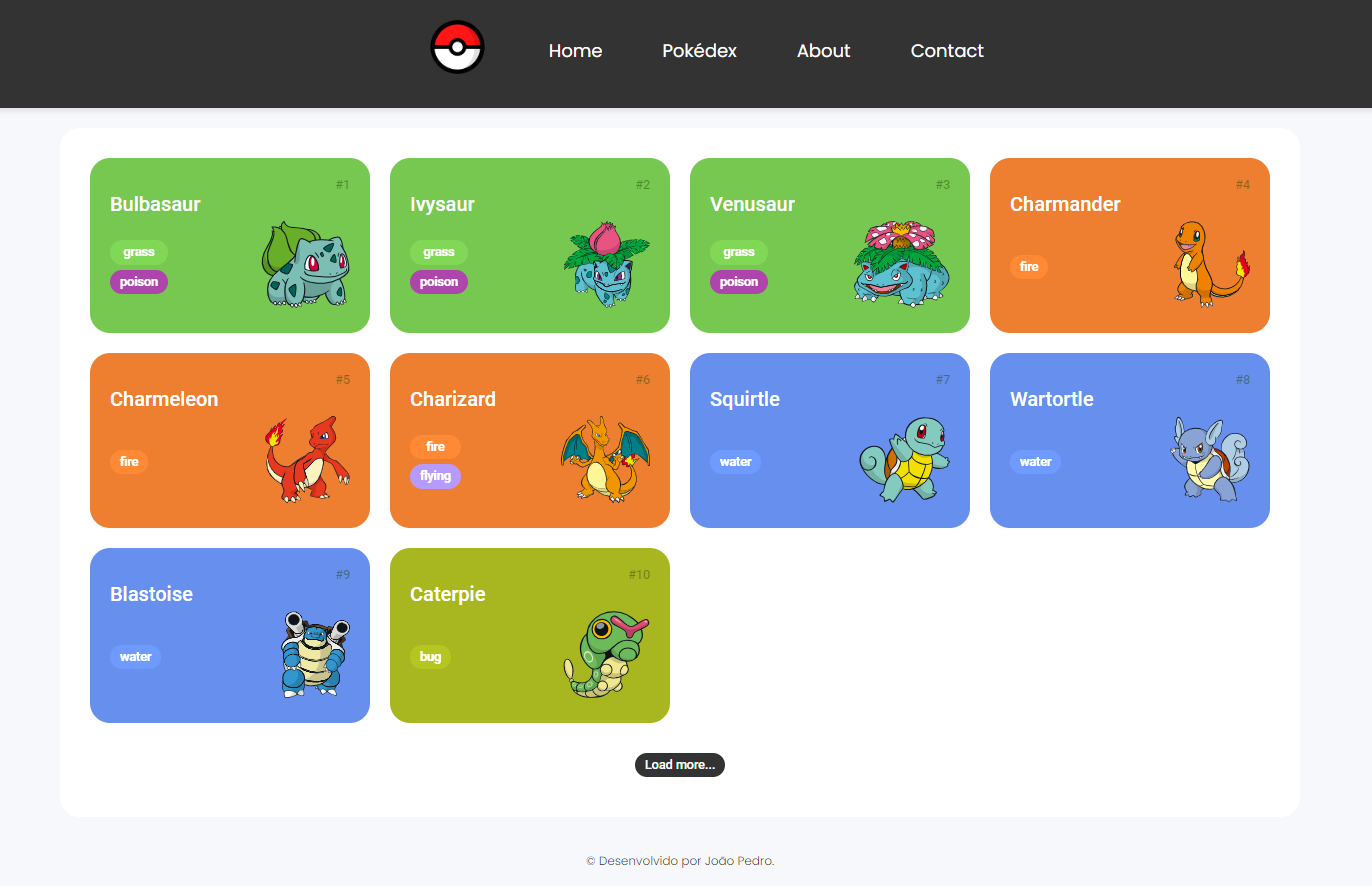 Home Pokédex About Contact
#1
Bulbasaur
grass
poison
#2
Ivysaur
grass
poison
#3
Venusaur
grass
poison
#4
Charmander
fire
#5
Charmeleon
fire
#6
Charizard
fire
flying
#7
Squirtle
water
#8
Wartortle
water
#9
Blastoise
water
#10
Caterpie
bug
Load more...
© Desenvolvido por João Pedro.